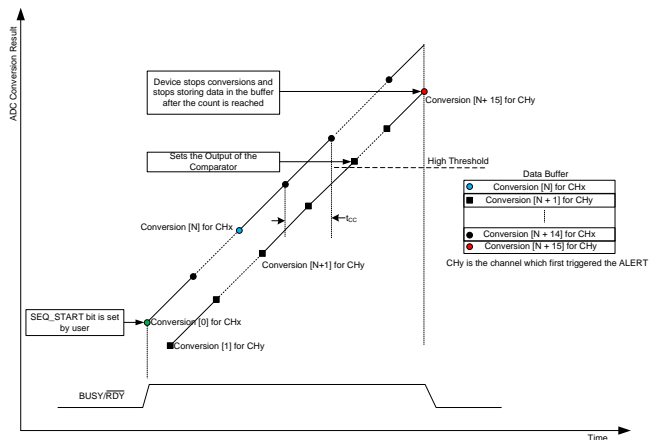 ADC Conversion Result
Device stops conversions and
stops storing data in the buffer
after the count is reached
Conversion [N+ 15] for CHy
Sets the Output of the
Comparator
High Threshold
Data Buffer
Conversion [N] for CHx
Conversion [N + 1] for CHy
Conversion [N + 14] for CHx
Conversion [N + 15] for CHy
CHy is the channel which first triggered the ALERT
Conversion [N] for CHx
tCC
Conversion [N+1] for CHy
SEQ_START bit is set
by user
Conversion [0] for CHx
Conversion [1] for CHy
BUSY/RDY
Time